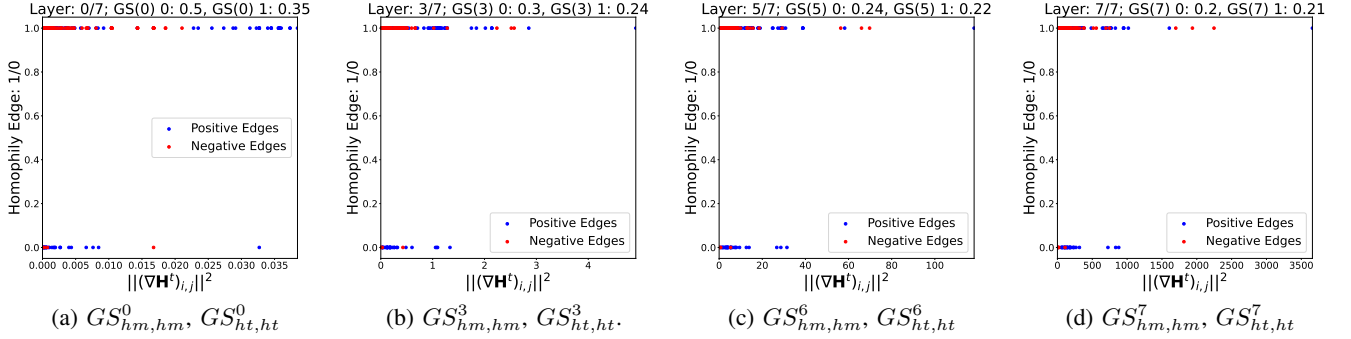 Layer: 0/7; GS(0) 0: 0.5, GS(0) 1: 0.35
Homophily Edge: 1/0
1.0
0.8
0.6
0.4
0.2
0.0
Positive Edges
Negative Edges
0.000 0.005 0.010 0.015 0.020 0.025 0.030 0.035
||(∇H^t)_{i,j}||^2
(a) GS^0_{hm,hm}, GS^0_{ht,ht}
Layer: 3/7; GS(3) 0: 0.3, GS(3) 1: 0.24
Homophily Edge: 1/0
1.0
0.8
0.6
0.4
0.2
0.0
Positive Edges
Negative Edges
0 1 2 3 4
||(∇H^t)_{i,j}||^2
(b) GS^3_{hm,hm}, GS^3_{ht,ht}.
Layer: 5/7; GS(5) 0: 0.24, GS(5) 1: 0.22
Homophily Edge: 1/0
1.0
0.8
0.6
0.4
0.2
0.0
Positive Edges
Negative Edges
0 20 40 60 80 100
||(∇H^t)_{i,j}||^2
(c) GS^6_{hm,hm}, GS^6_{ht,ht}
Layer: 7/7; GS(7) 0: 0.2, GS(7) 1: 0.21
Homophily Edge: 1/0
1.0
0.8
0.6
0.4
0.2
0.0
Positive Edges
Negative Edges
0 500 1000 1500 2000 2500 3000 3500
||(∇H^t)_{i,j}||^2
(d) GS^7_{hm,hm}, GS^7_{ht,ht}